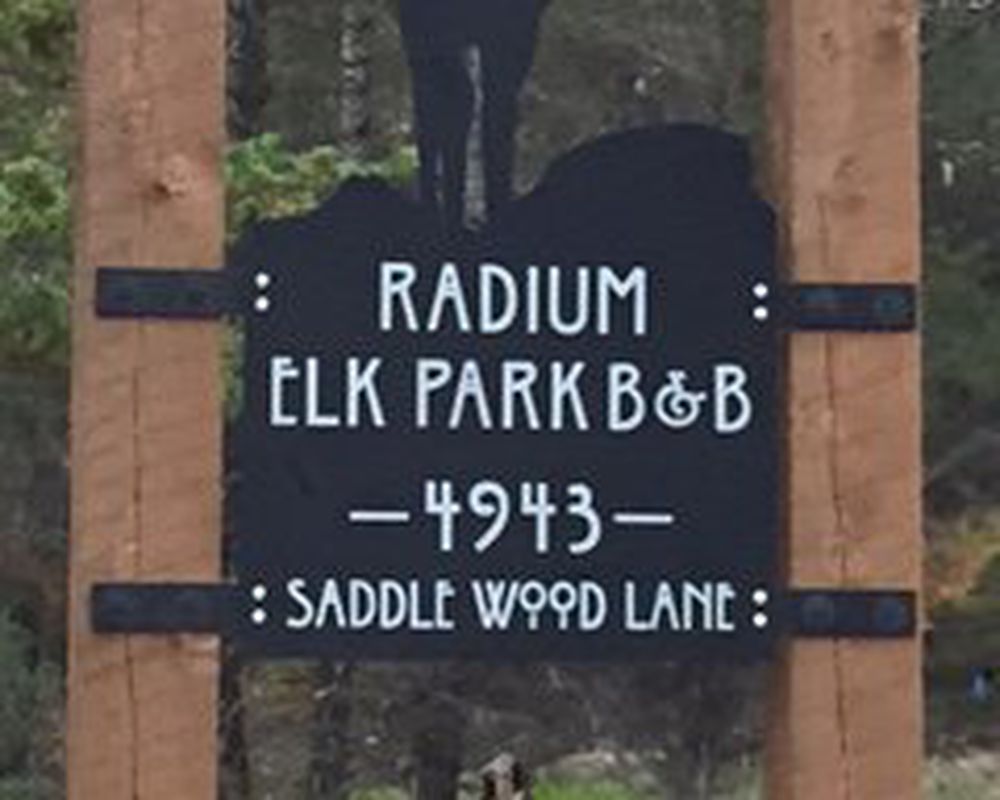 RADIUM
ELK PARK B&B
—4943—
SADDLE WOOD LANE